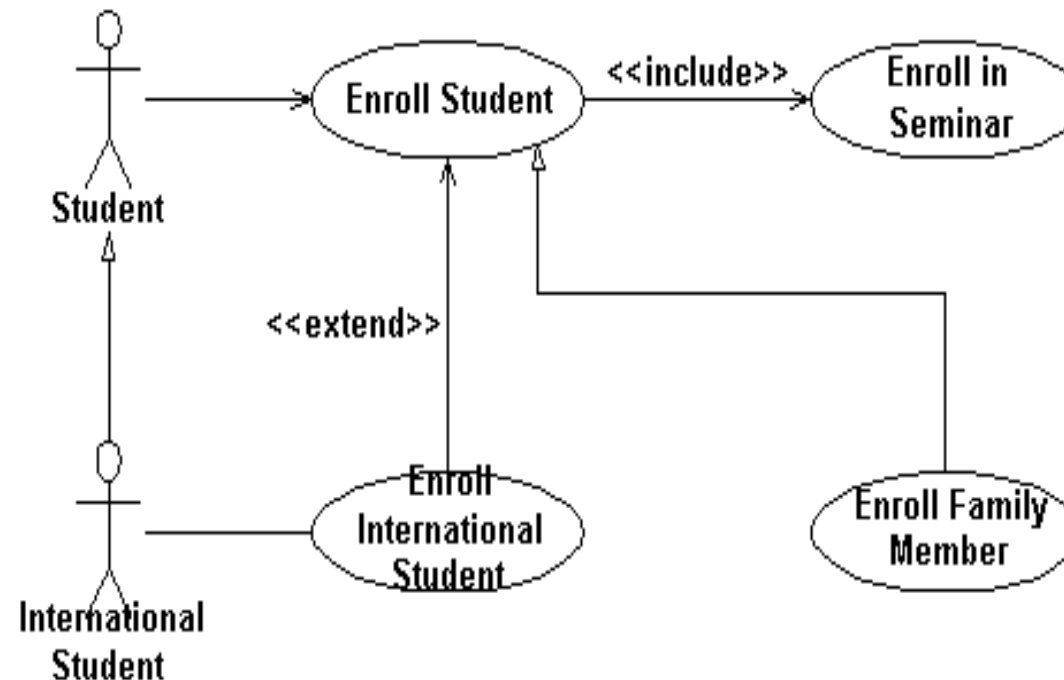 Enroll Student
<<include>>
Enroll in
Seminar
Student
<<extend>>
Enroll
International
Student
Enroll Family
Member
International
Student